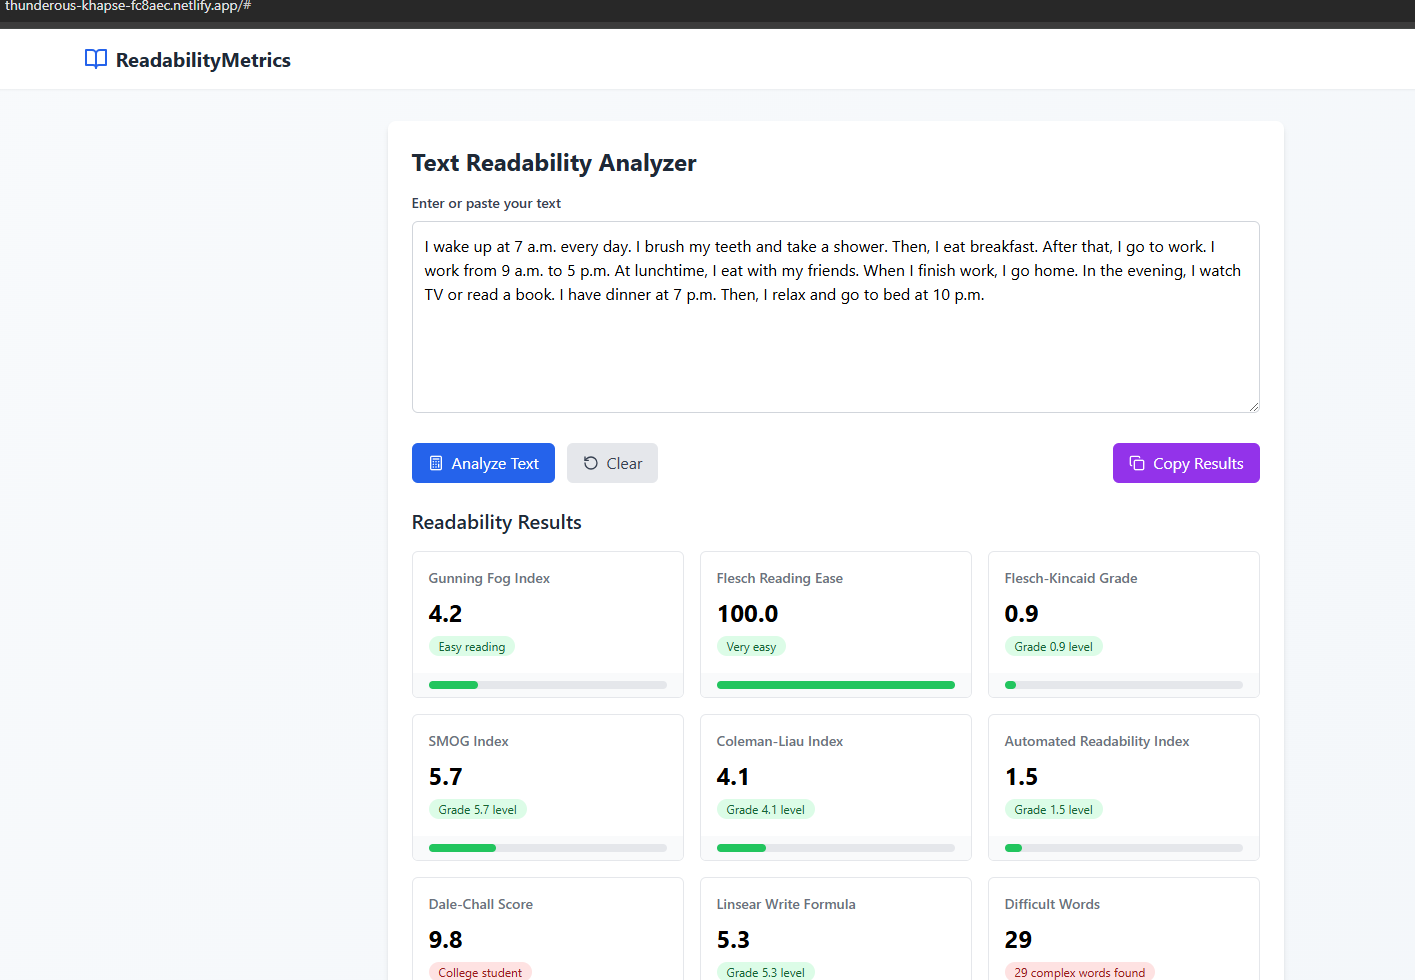 thunderous-khapse-fc8aec.netlify.app/#
ReadabilityMetrics
Text Readability Analyzer
Enter or paste your text
I wake up at 7 a.m. every day. I brush my teeth and take a shower. Then, I eat breakfast. After that, I go to work. I
work from 9 a.m. to 5 p.m. At lunchtime, I eat with my friends. When I finish work, I go home. In the evening, I watch
TV or read a book. I have dinner at 7 p.m. Then, I relax and go to bed at 10 p.m.
Analyze Text
Clear
Copy Results
Readability Results
Gunning Fog Index
4.2
Easy reading
Flesch Reading Ease
100.0
Very easy
Flesch-Kincaid Grade
0.9
Grade 0.9 level
SMOG Index
5.7
Grade 5.7 level
Coleman-Liau Index
4.1
Grade 4.1 level
Automated Readability Index
1.5
Grade 1.5 level
Dale-Chall Score
9.8
College student
Linsear Write Formula
5.3
Grade 5.3 level
Difficult Words
29
29 complex words found